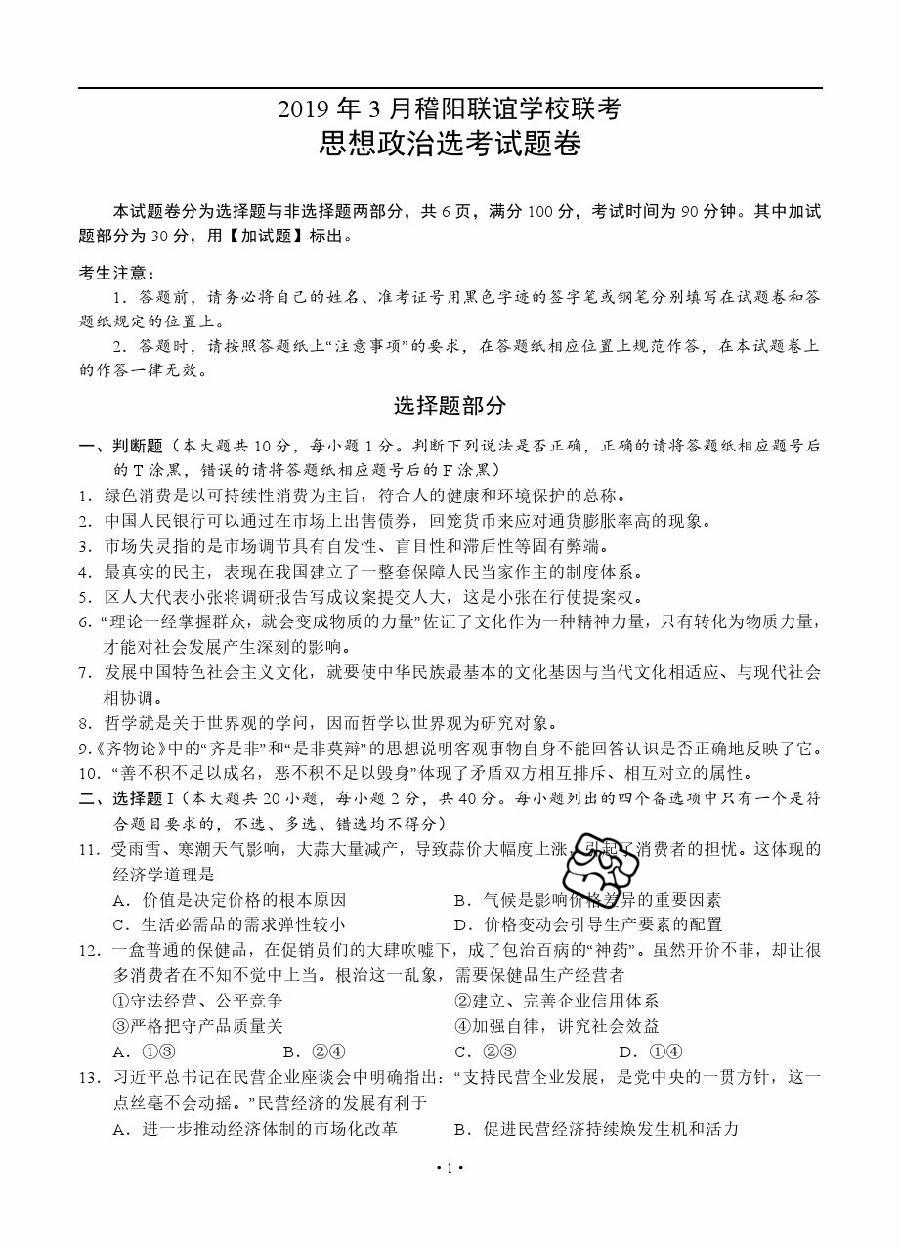 2019 年 3 月稽阳联谊学校联考
思想政治选考试题卷
本试题卷分为选择题与非选择题两部分，共 6 页，满分 100 分，考试时间为 90 分钟。其中加试
题部分为 30 分，用【加试题】标出。
考生注意：
1．答题前，请务必将自己的姓名、准考证号用黑色字迹的签字笔或钢笔分别填写在试题卷和答
题纸规定的位置上。
2．答题时，请按照答题纸上“注意事项”的要求，在答题纸相应位置上规范作答，在本试题卷上
的作答一律无效。
选择题部分
一、判断题（本大题共 10 分，每小题 1 分。判断下列说法是否正确，正确的请将答题纸相应题号后
的 T 涂黑，错误的请将答题纸相应题号后的 F 涂黑）
1．绿色消费是以可持续性消费为主旨，符合人的健康和环境保护的总称。
2．中国人民银行可以通过在市场上出售债券，回笼货币来应对通货膨胀率高的现象。
3．市场失灵指的是市场调节具有自发性、盲目性和滞后性等固有弊端。
4．最真实的民主，表现在我国建立了一整套保障人民当家作主的制度体系。
5．区人大代表小张将调研报告写成议案提交人大，这是小张在行使提案权。
6．“理论一经掌握群众，就会变成物质的力量”佐证了文化作为一种精神力量，只有转化为物质力量，
才能对社会发展产生深刻的影响。
7．发展中国特色社会主义文化，就要使中华民族最基本的文化基因与当代文化相适应、与现代社会
相协调。
8．哲学就是关于世界观的学问，因而哲学以世界观为研究对象。
9.《齐物论》中的“齐是非”和“是非莫辩”的思想说明客观事物自身不能回答认识是否正确地反映了它。
10．“善不积不足以成名，恶不积不足以毁身”体现了矛盾双方相互排斥、相互对立的属性。
二、选择题 I（本大题共 20 小题，每小题 2 分，共 40 分。每小题列出的四个备选项中只有一个是符
合题目要求的，不选、多选、错选均不得分）
11．受雨雪、寒潮天气影响，大蒜大量减产，导致蒜价大幅度上涨，引起了消费者的担忧。这体现的
经济学道理是
A．价值是决定价格的根本原因 B．气候是影响价格差异的重要因素
C．生活必需品的需求弹性较小 D．价格变动会引导生产要素的配置
12．一盒普通的保健品，在促销员们的大肆吹嘘下，成了包治百病的“神药”。虽然开价不菲，却让很
多消费者在不知不觉中上当。根治这一乱象，需要保健品生产经营者
①守法经营、公平竞争 ②建立、完善企业信用体系
③严格把守产品质量关 ④加强自律，讲究社会效益
A．①③ B．②④ C．②③ D．①④
13．习近平总书记在民营企业座谈会中明确指出：“支持民营企业发展，是党中央的一贯方针，这一
点丝毫不会动摇。”民营经济的发展有利于
A．进一步推动经济体制的市场化改革 B．促进民营经济持续焕发生机和活力
• 1 •